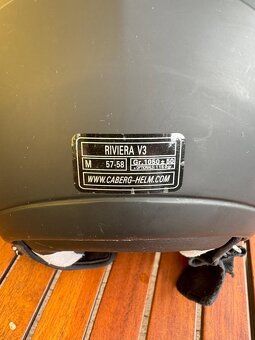 RIVIERA V3
M 57-58 Gr. 1050 ± 50
WWW.CABERG-HELM.COM